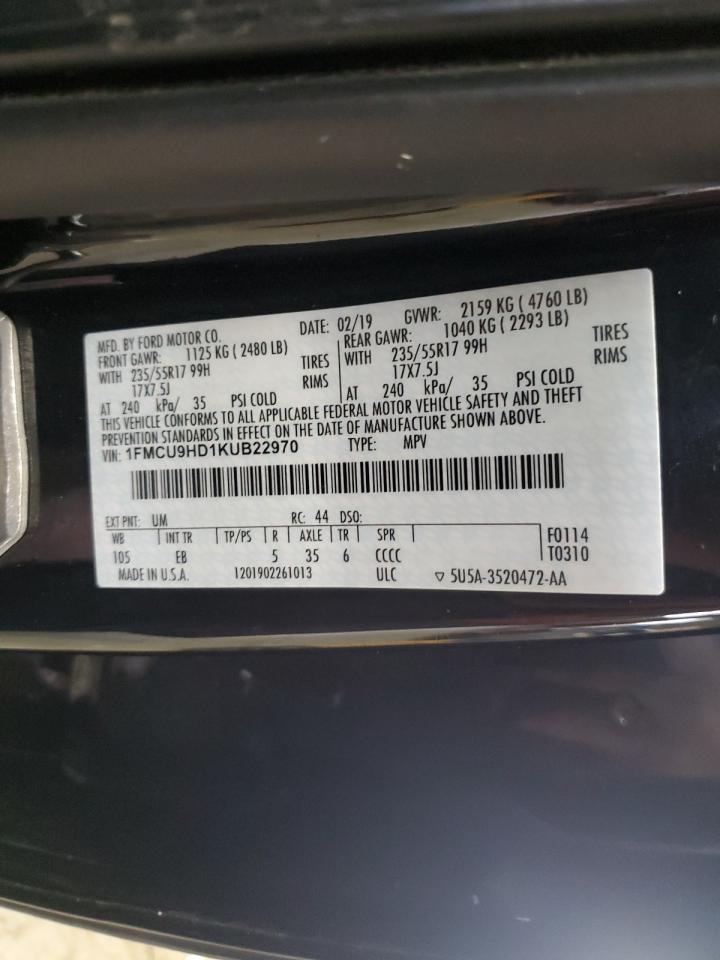 MFD. BY FORD MOTOR CO. DATE: 02/19 GVWR: 2159 KG ( 4760 LB)
FRONT GAWR: 1125 KG ( 2480 LB) REAR GAWR: 1040 KG ( 2293 LB)
WITH 235/55R17 99H TIRES WITH 235/55R17 99H TIRES
17X7.5J RIMS 17X7.5J RIMS
AT 240 kPa/ 35 PSI COLD AT 240 kPa/ 35 PSI COLD
THIS VEHICLE CONFORMS TO ALL APPLICABLE FEDERAL MOTOR VEHICLE SAFETY AND THEFT
PREVENTION STANDARDS IN EFFECT ON THE DATE OF MANUFACTURE SHOWN ABOVE.
VIN: 1FMCU9HD1KUB22970 TYPE: MPV
EXT PNT: UM RC: 44 DSO:
WB INT TR TP/PS R AXLE TR SPR F0114
105 EB 5 35 6 CCCC T0310
MADE IN U.S.A. 1201902261013 ULC ▽ 5U5A-3520472-AA